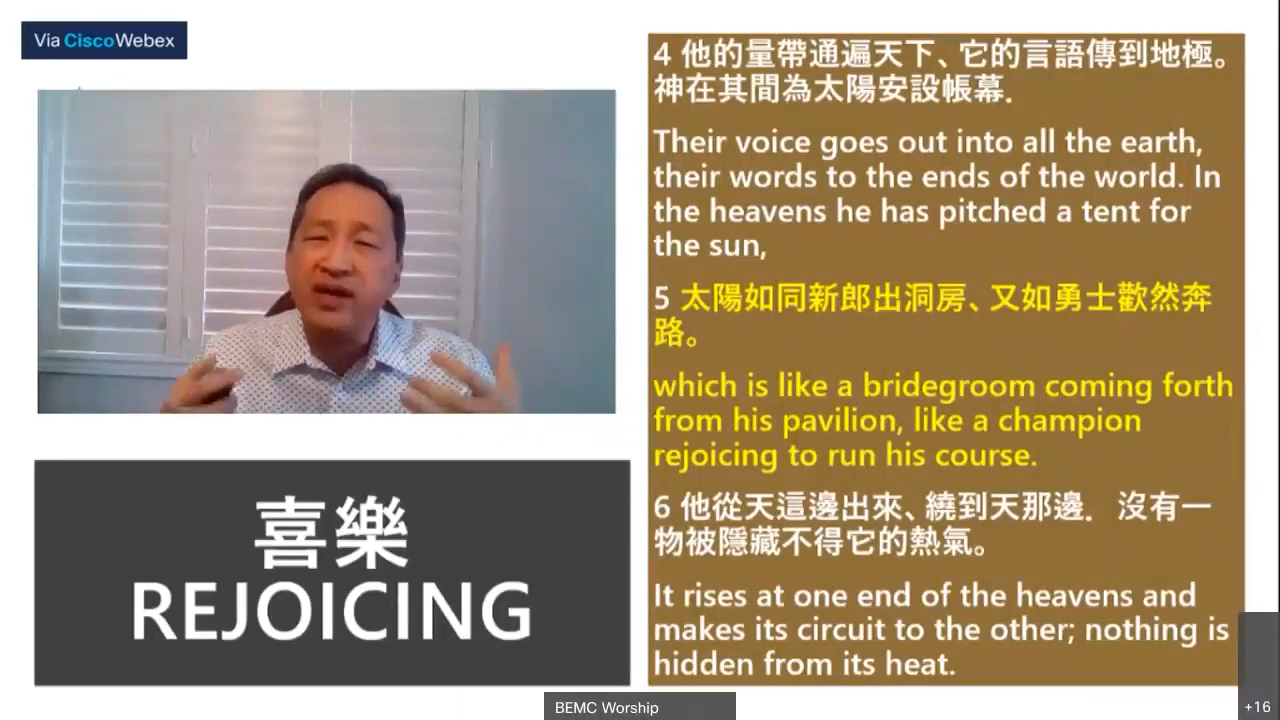 Via Cisco Webex
4 他的量帶通遍天下、它的言語傳到地極。
神在其間為太陽安設帳幕．
Their voice goes out into all the earth,
their words to the ends of the world. In
the heavens he has pitched a tent for
the sun,
5 太陽如同新郎出洞房、又如勇士歡然奔
路。
which is like a bridegroom coming forth
from his pavilion, like a champion
rejoicing to run his course.
6 他從天這邊出來、繞到天那邊． 沒有一
物被隱藏不得它的熱氣。
It rises at one end of the heavens and
makes its circuit to the other; nothing is
hidden from its heat.
喜樂
REJOICING
BEMC Worship
+16